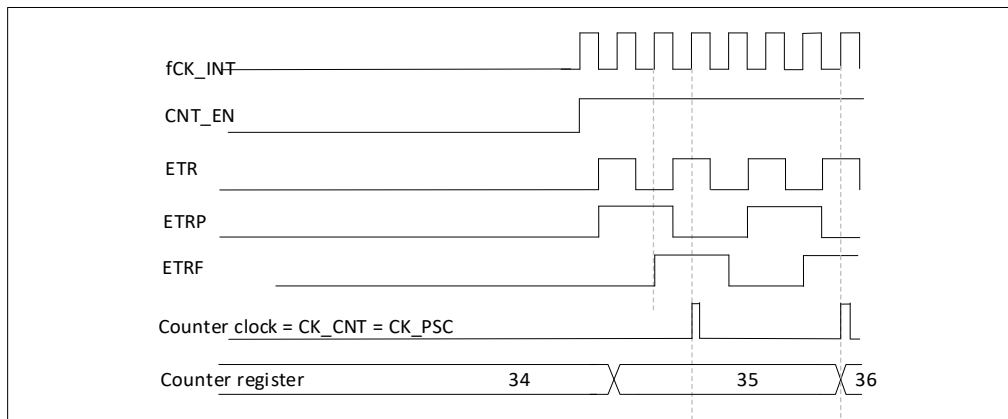 fCK_INT
CNT_EN
ETR
ETRP
ETRF
Counter clock = CK_CNT = CK_PSC
Counter register 34 35 36